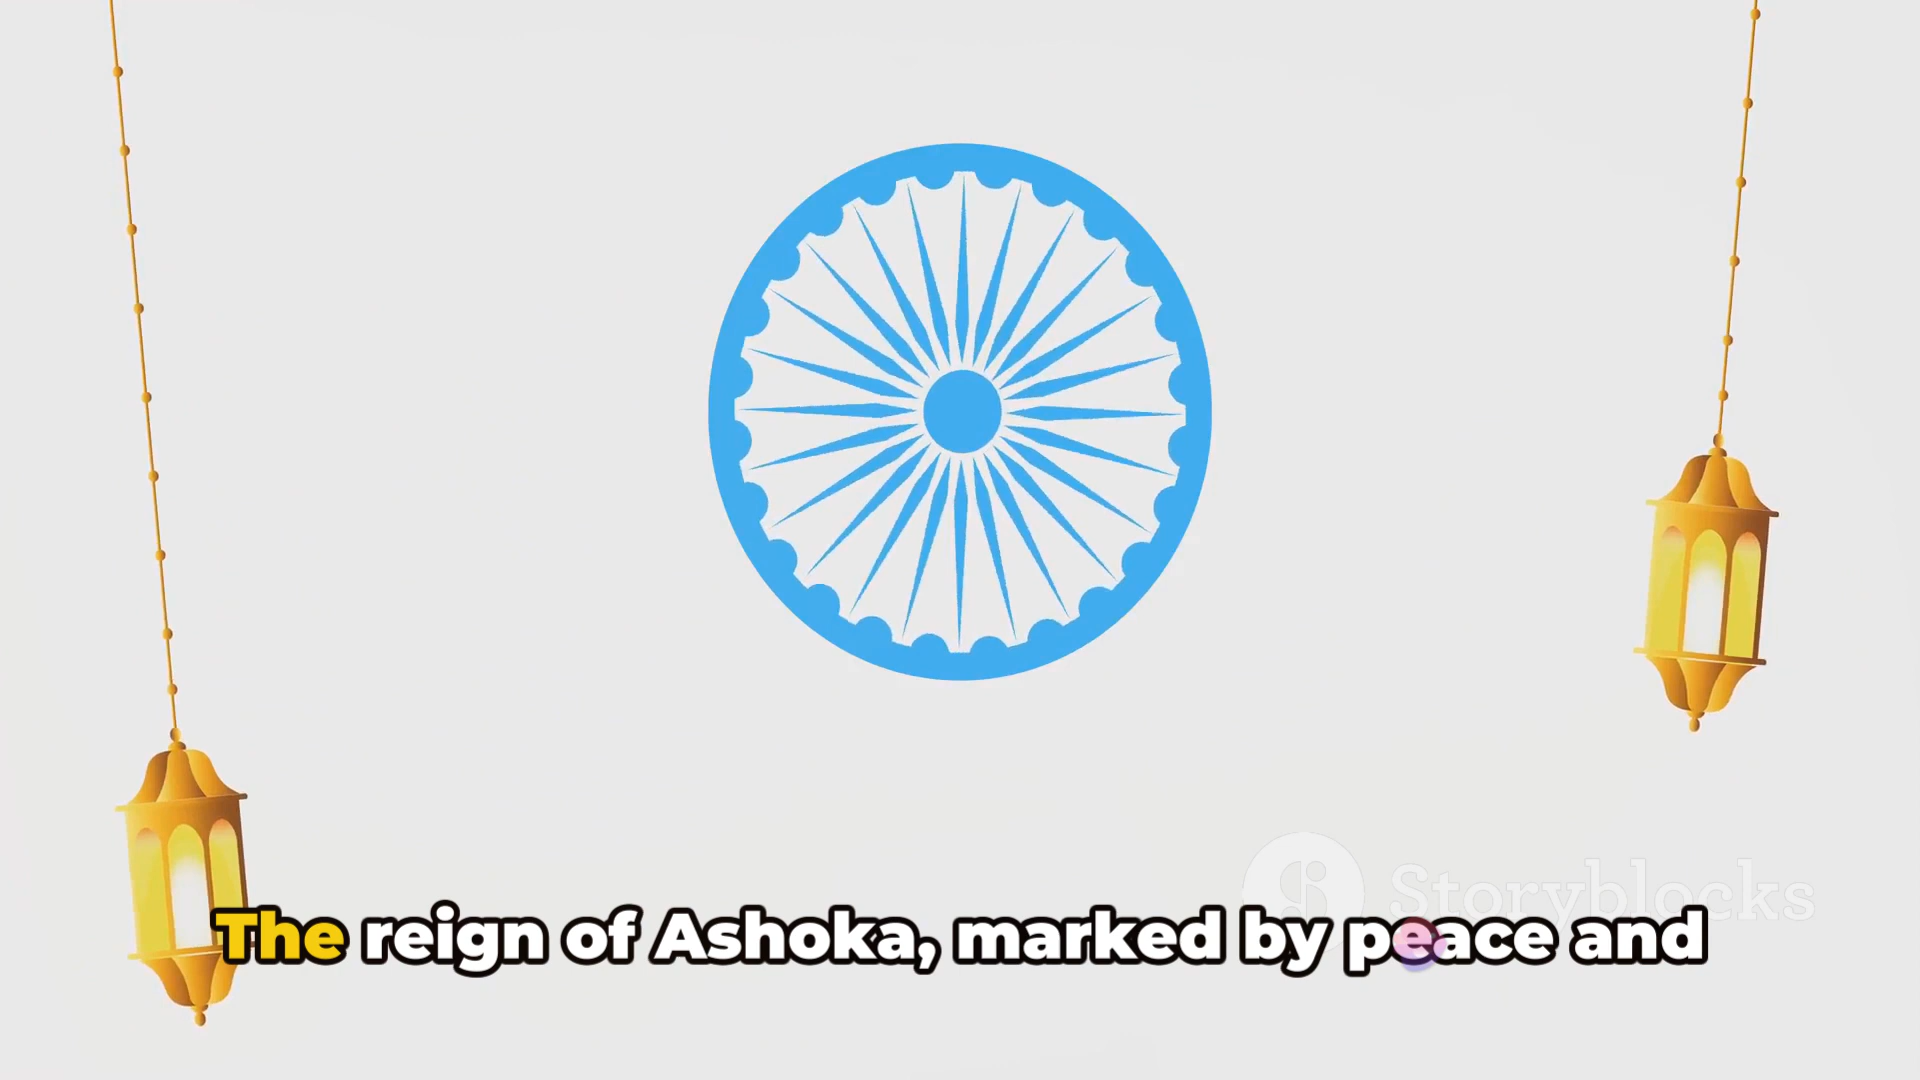 Storyblocks
The reign of Ashoka, marked by peace and